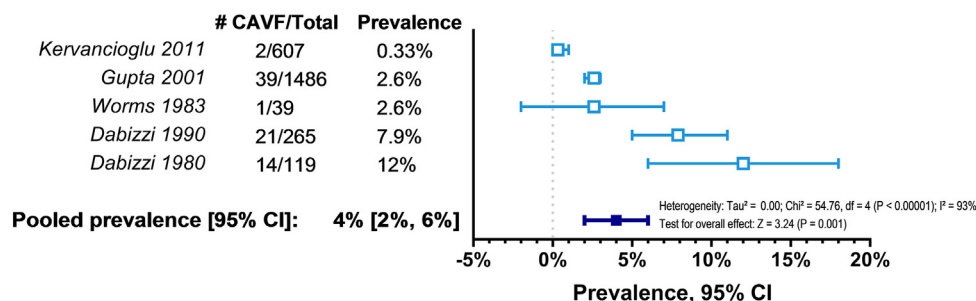 # CAVF/Total Prevalence
Kervancioglu 2011 2/607 0.33%
Gupta 2001 39/1486 2.6%
Worms 1983 1/39 2.6%
Dabizzi 1990 21/265 7.9%
Dabizzi 1980 14/119 12%
Heterogeneity: Tau² = 0.00; Chi² = 54.76, df = 4 (P < 0.00001); I² = 93%
Pooled prevalence [95% CI]: 4% [2%, 6%]
Test for overall effect: Z = 3.24 (P = 0.001)
-5% 0% 5% 10% 15% 20%
Prevalence, 95% CI